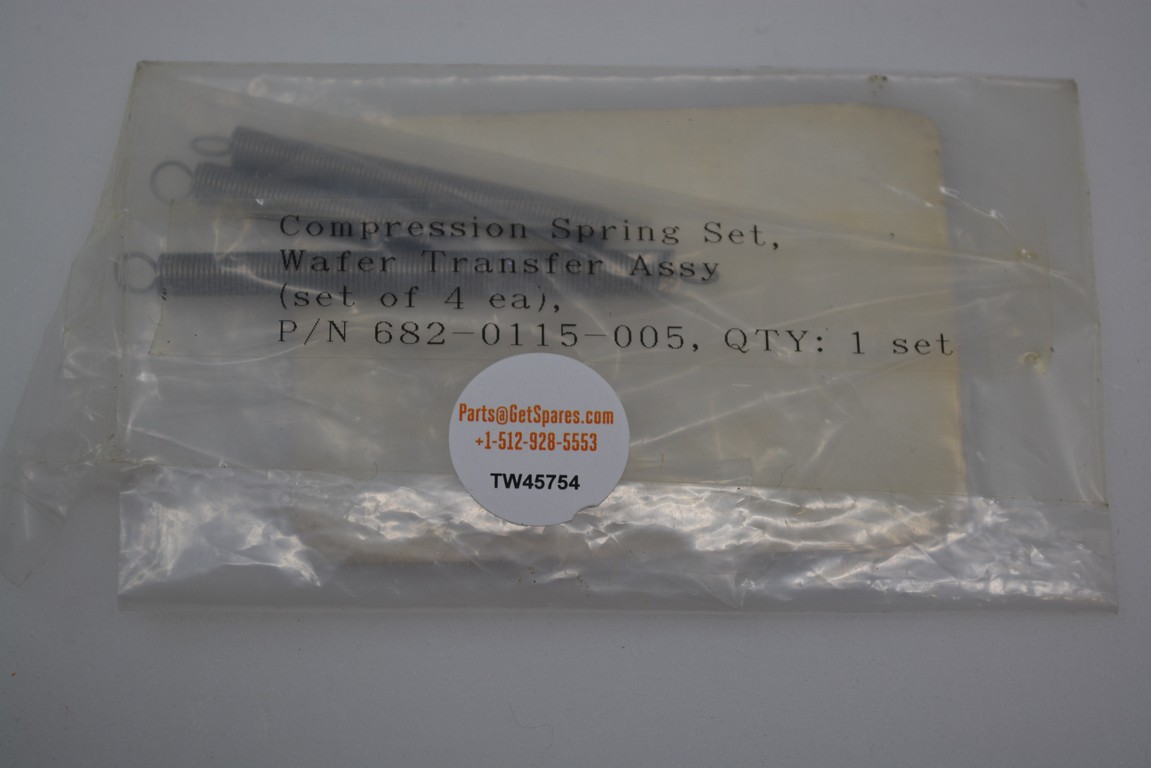 Compression Spring Set,
Wafer Transfer Assy
(set of 4 ea),
P/N 682-0115-005, QTY: 1 set
Parts@GetSpares.com
+1-512-928-5553
TW45754